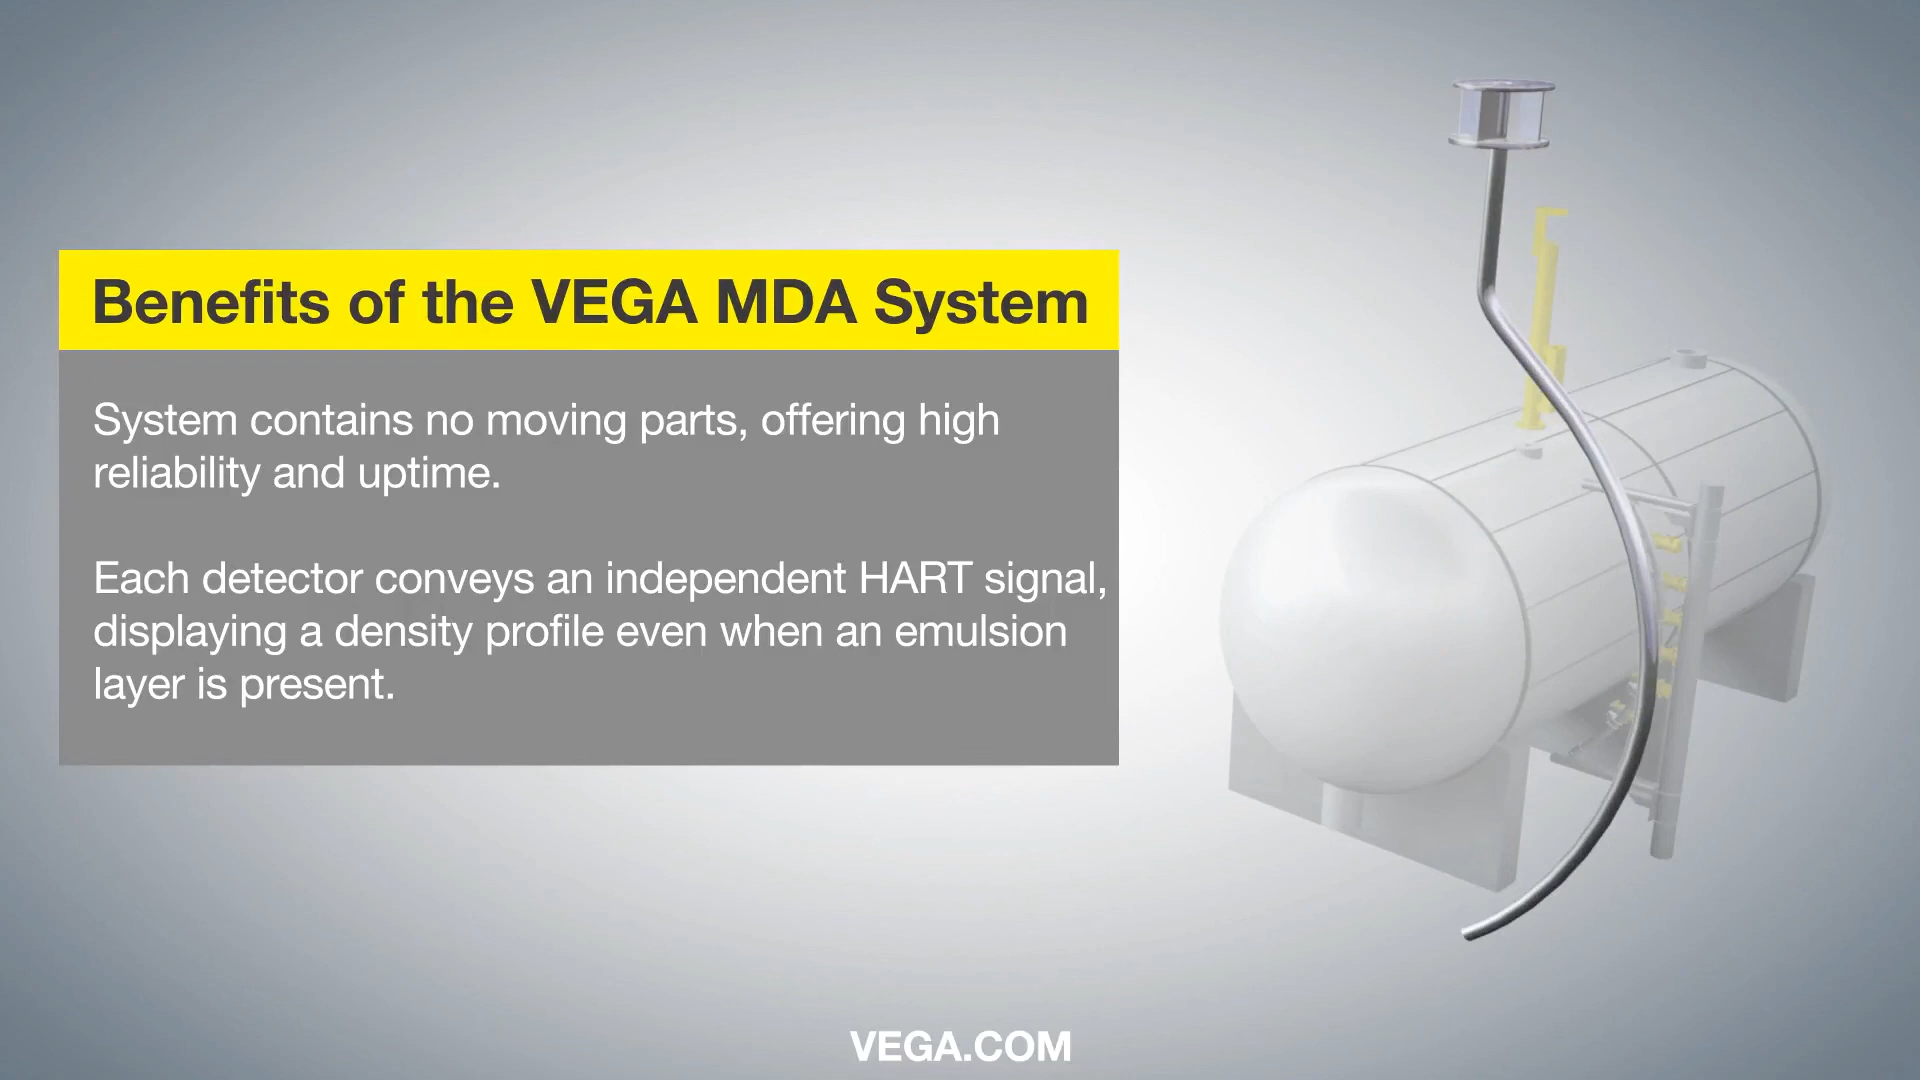 Benefits of the VEGA MDA System
System contains no moving parts, offering high
reliability and uptime.
Each detector conveys an independent HART signal,
displaying a density profile even when an emulsion
layer is present.
VEGA.COM